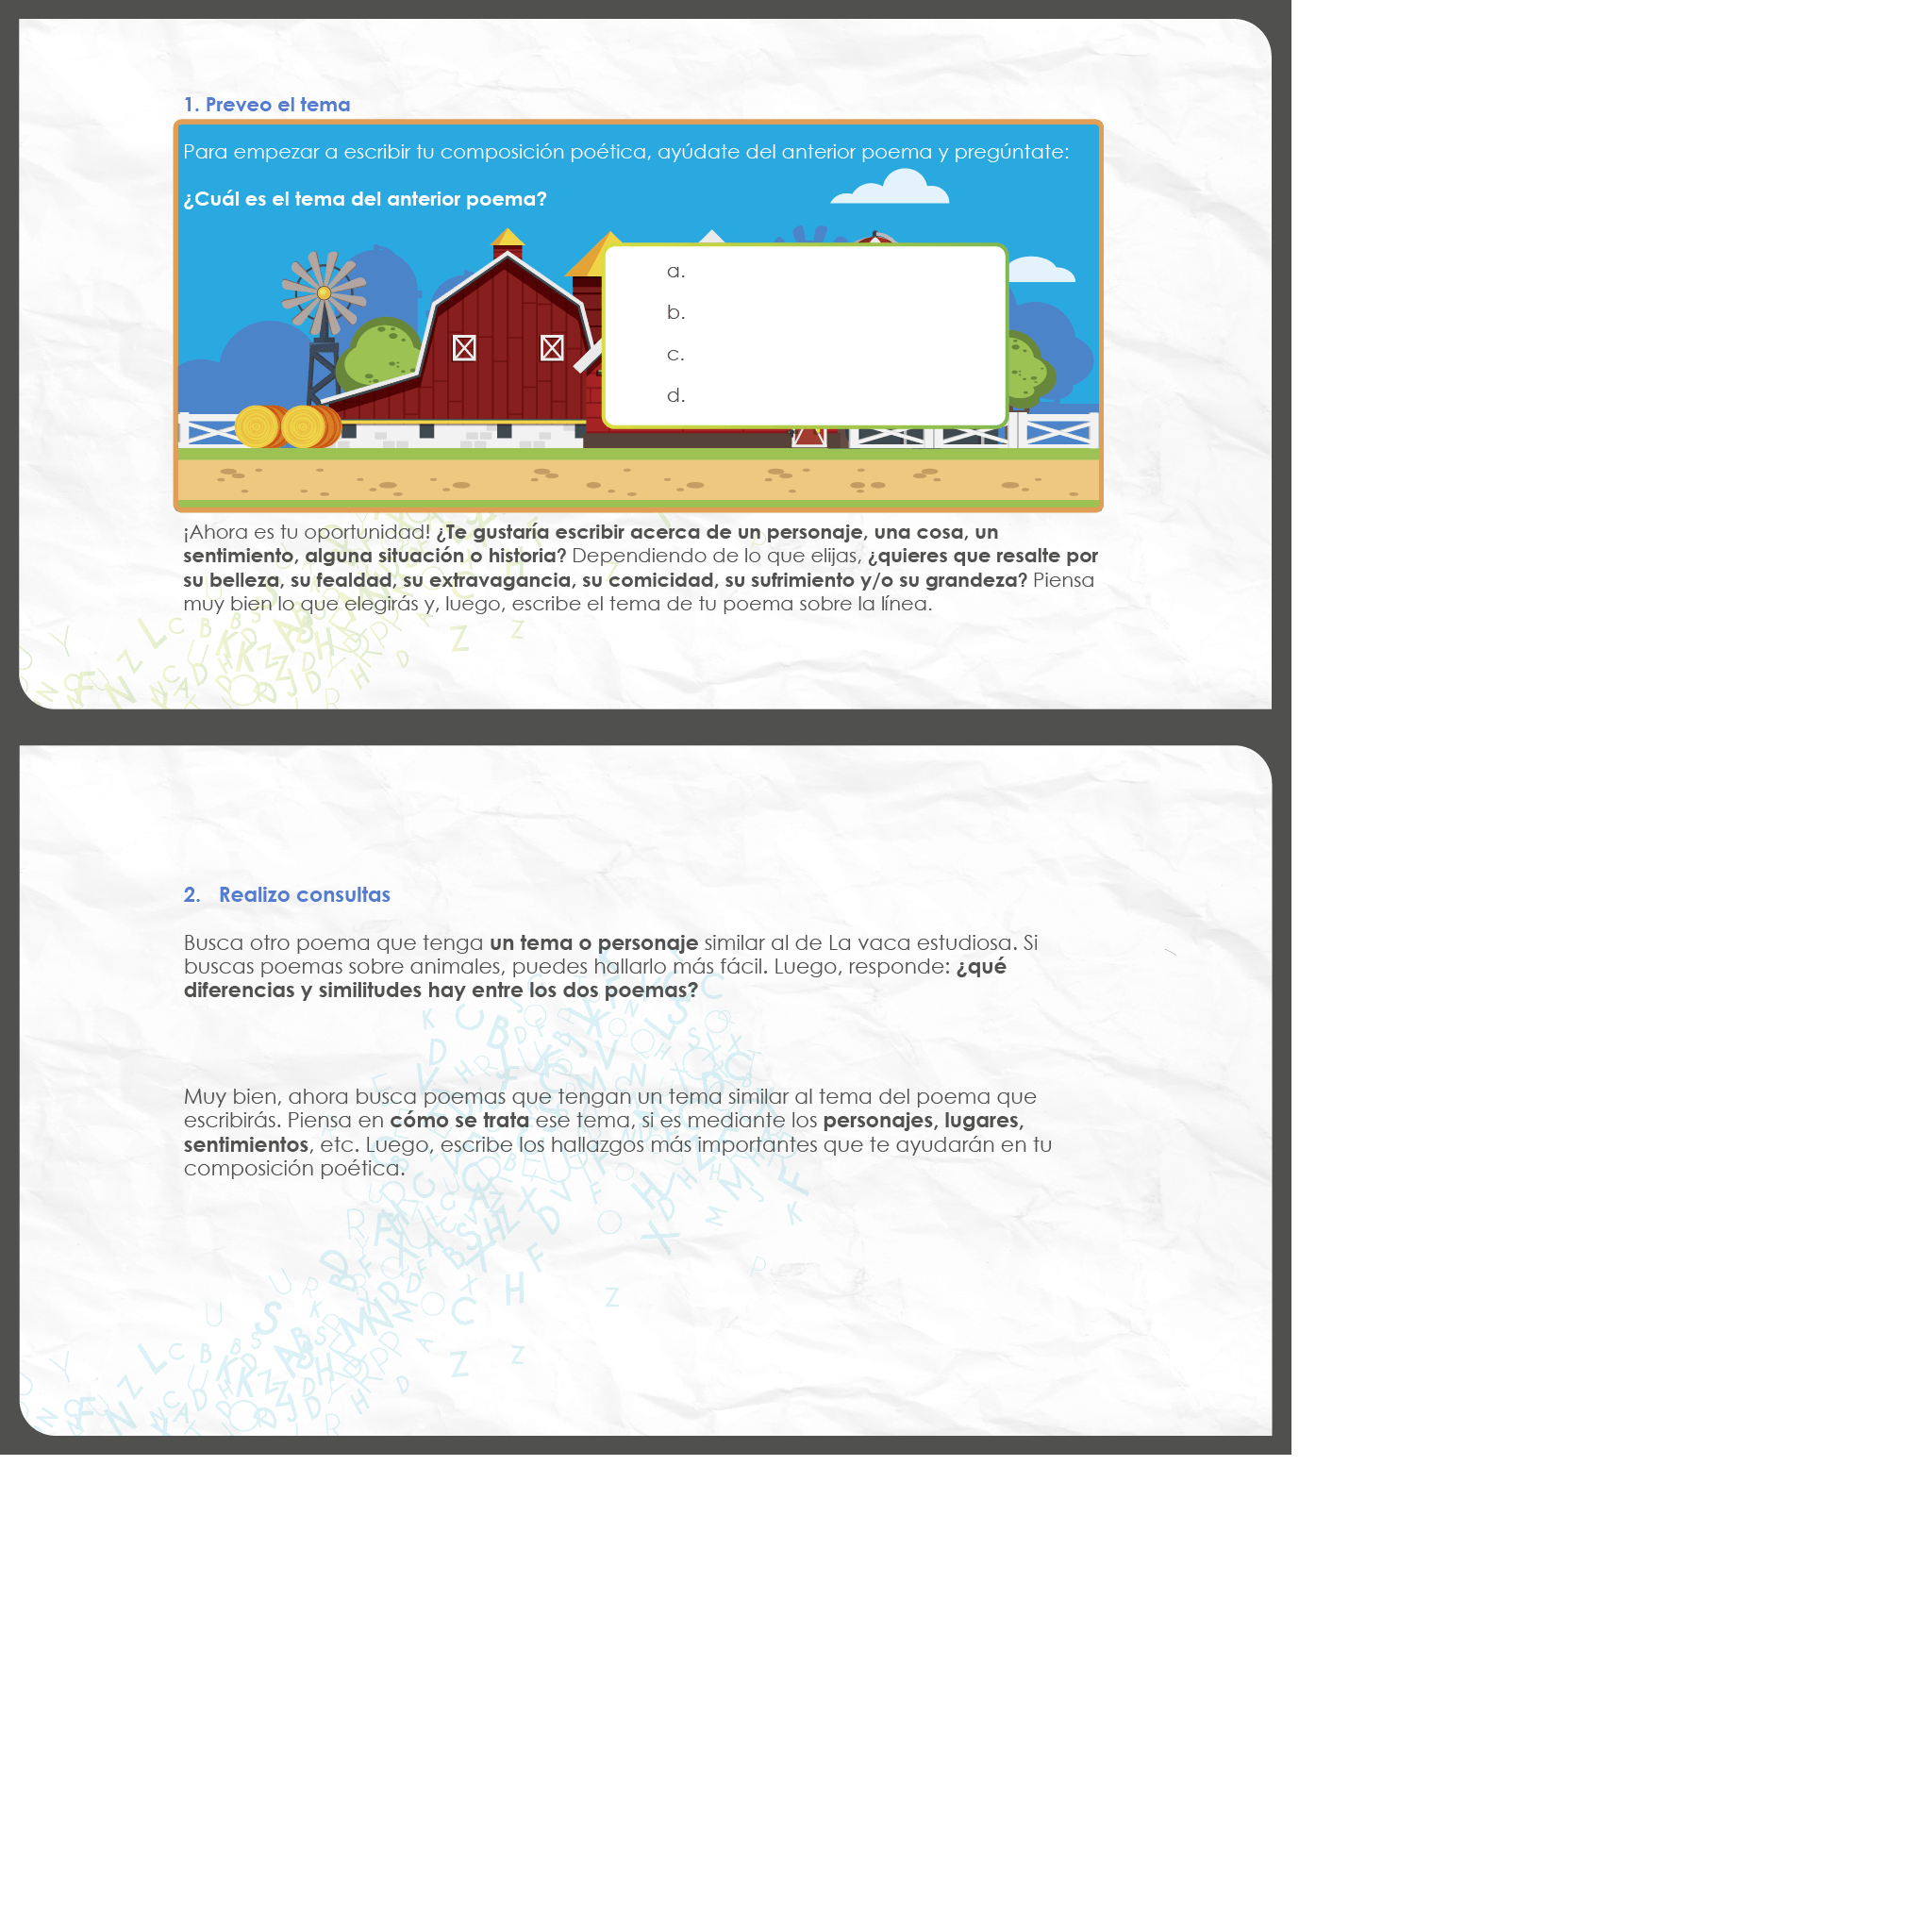 1. Preveo el tema
Para empezar a escribir tu composición poética, ayúdate del anterior poema y pregúntate:
¿Cuál es el tema del anterior poema?
a.
b.
c.
d.
¡Ahora es tu oportunidad! ¿Te gustaría escribir acerca de un personaje, una cosa, un
sentimiento, alguna situación o historia? Dependiendo de lo que elijas, ¿quieres que resalte por
su belleza, su fealdad, su extravagancia, su comicidad, su sufrimiento y/o su grandeza? Piensa
muy bien lo que elegirás y, luego, escribe el tema de tu poema sobre la línea.
2. Realizo consultas
Busca otro poema que tenga un tema o personaje similar al de La vaca estudiosa. Si
buscas poemas sobre animales, puedes hallarlo más fácil. Luego, responde: ¿qué
diferencias y similitudes hay entre los dos poemas?
Muy bien, ahora busca poemas que tengan un tema similar al tema del poema que
escribirás. Piensa en cómo se trata ese tema, si es mediante los personajes, lugares,
sentimientos, etc. Luego, escribe los hallazgos más importantes que te ayudarán en tu
composición poética.